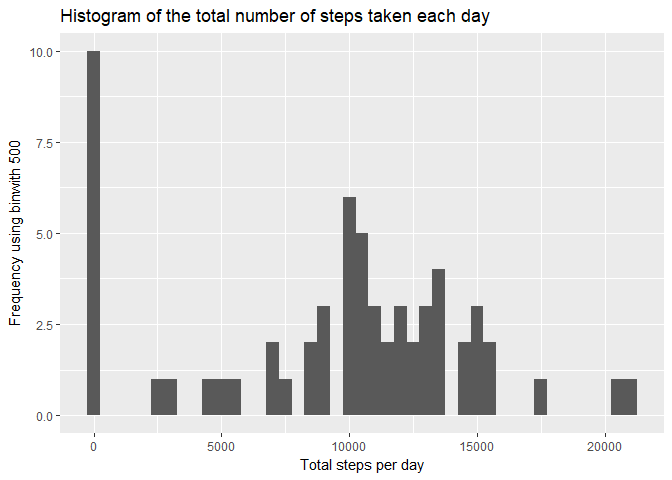 Histogram of the total number of steps taken each day
10.0
7.5
5.0
2.5
0.0
Frequency using binwith 500
0 5000 10000 15000 20000
Total steps per day